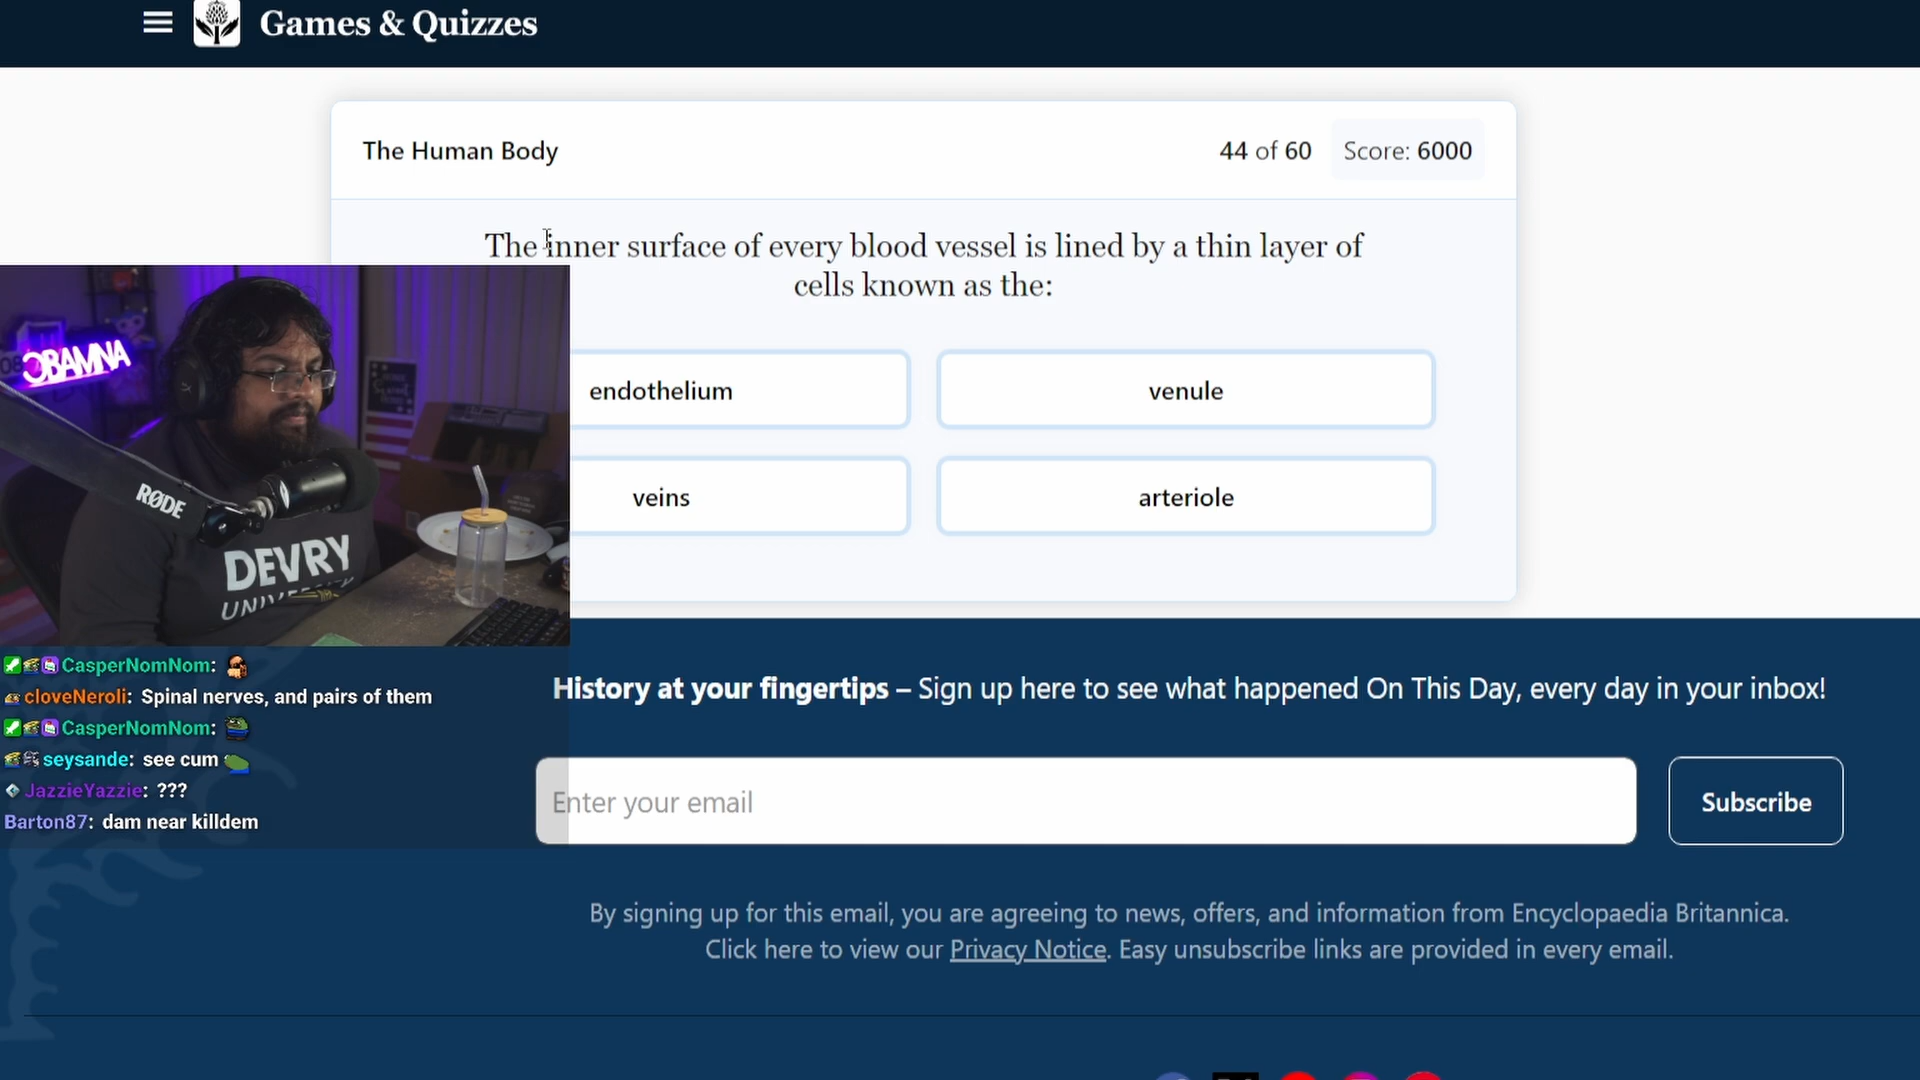 Games & Quizzes
The Human Body
44 of 60
Score: 6000
The inner surface of every blood vessel is lined by a thin layer of
cells known as the:
endothelium
venule
veins
arteriole
OBAMNA
RØDE
DEVRY
UNIVERSITY
CasperNomNom:
cloveNeroli: Spinal nerves, and pairs of them
CasperNomNom:
seysande: see cum
JazzieYazzie: ???
Barton87: dam near killdem
History at your fingertips – Sign up here to see what happened On This Day, every day in your inbox!
Enter your email
Subscribe
By signing up for this email, you are agreeing to news, offers, and information from Encyclopaedia Britannica.
Click here to view our Privacy Notice. Easy unsubscribe links are provided in every email.